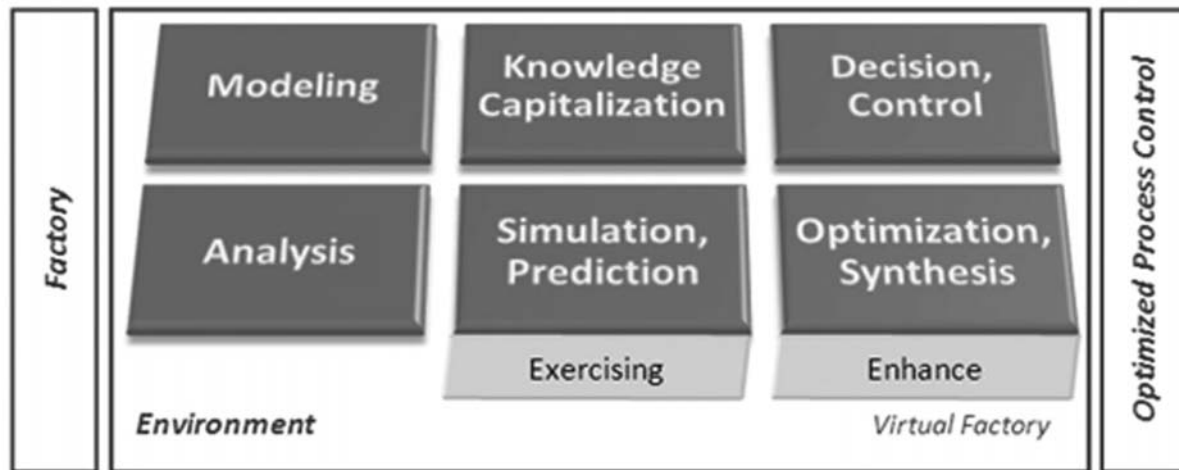 Factory
Modeling
Knowledge
Capitalization
Decision,
Control
Analysis
Simulation,
Prediction
Optimization,
Synthesis
Exercising
Enhance
Environment
Virtual Factory
Optimized Process Control